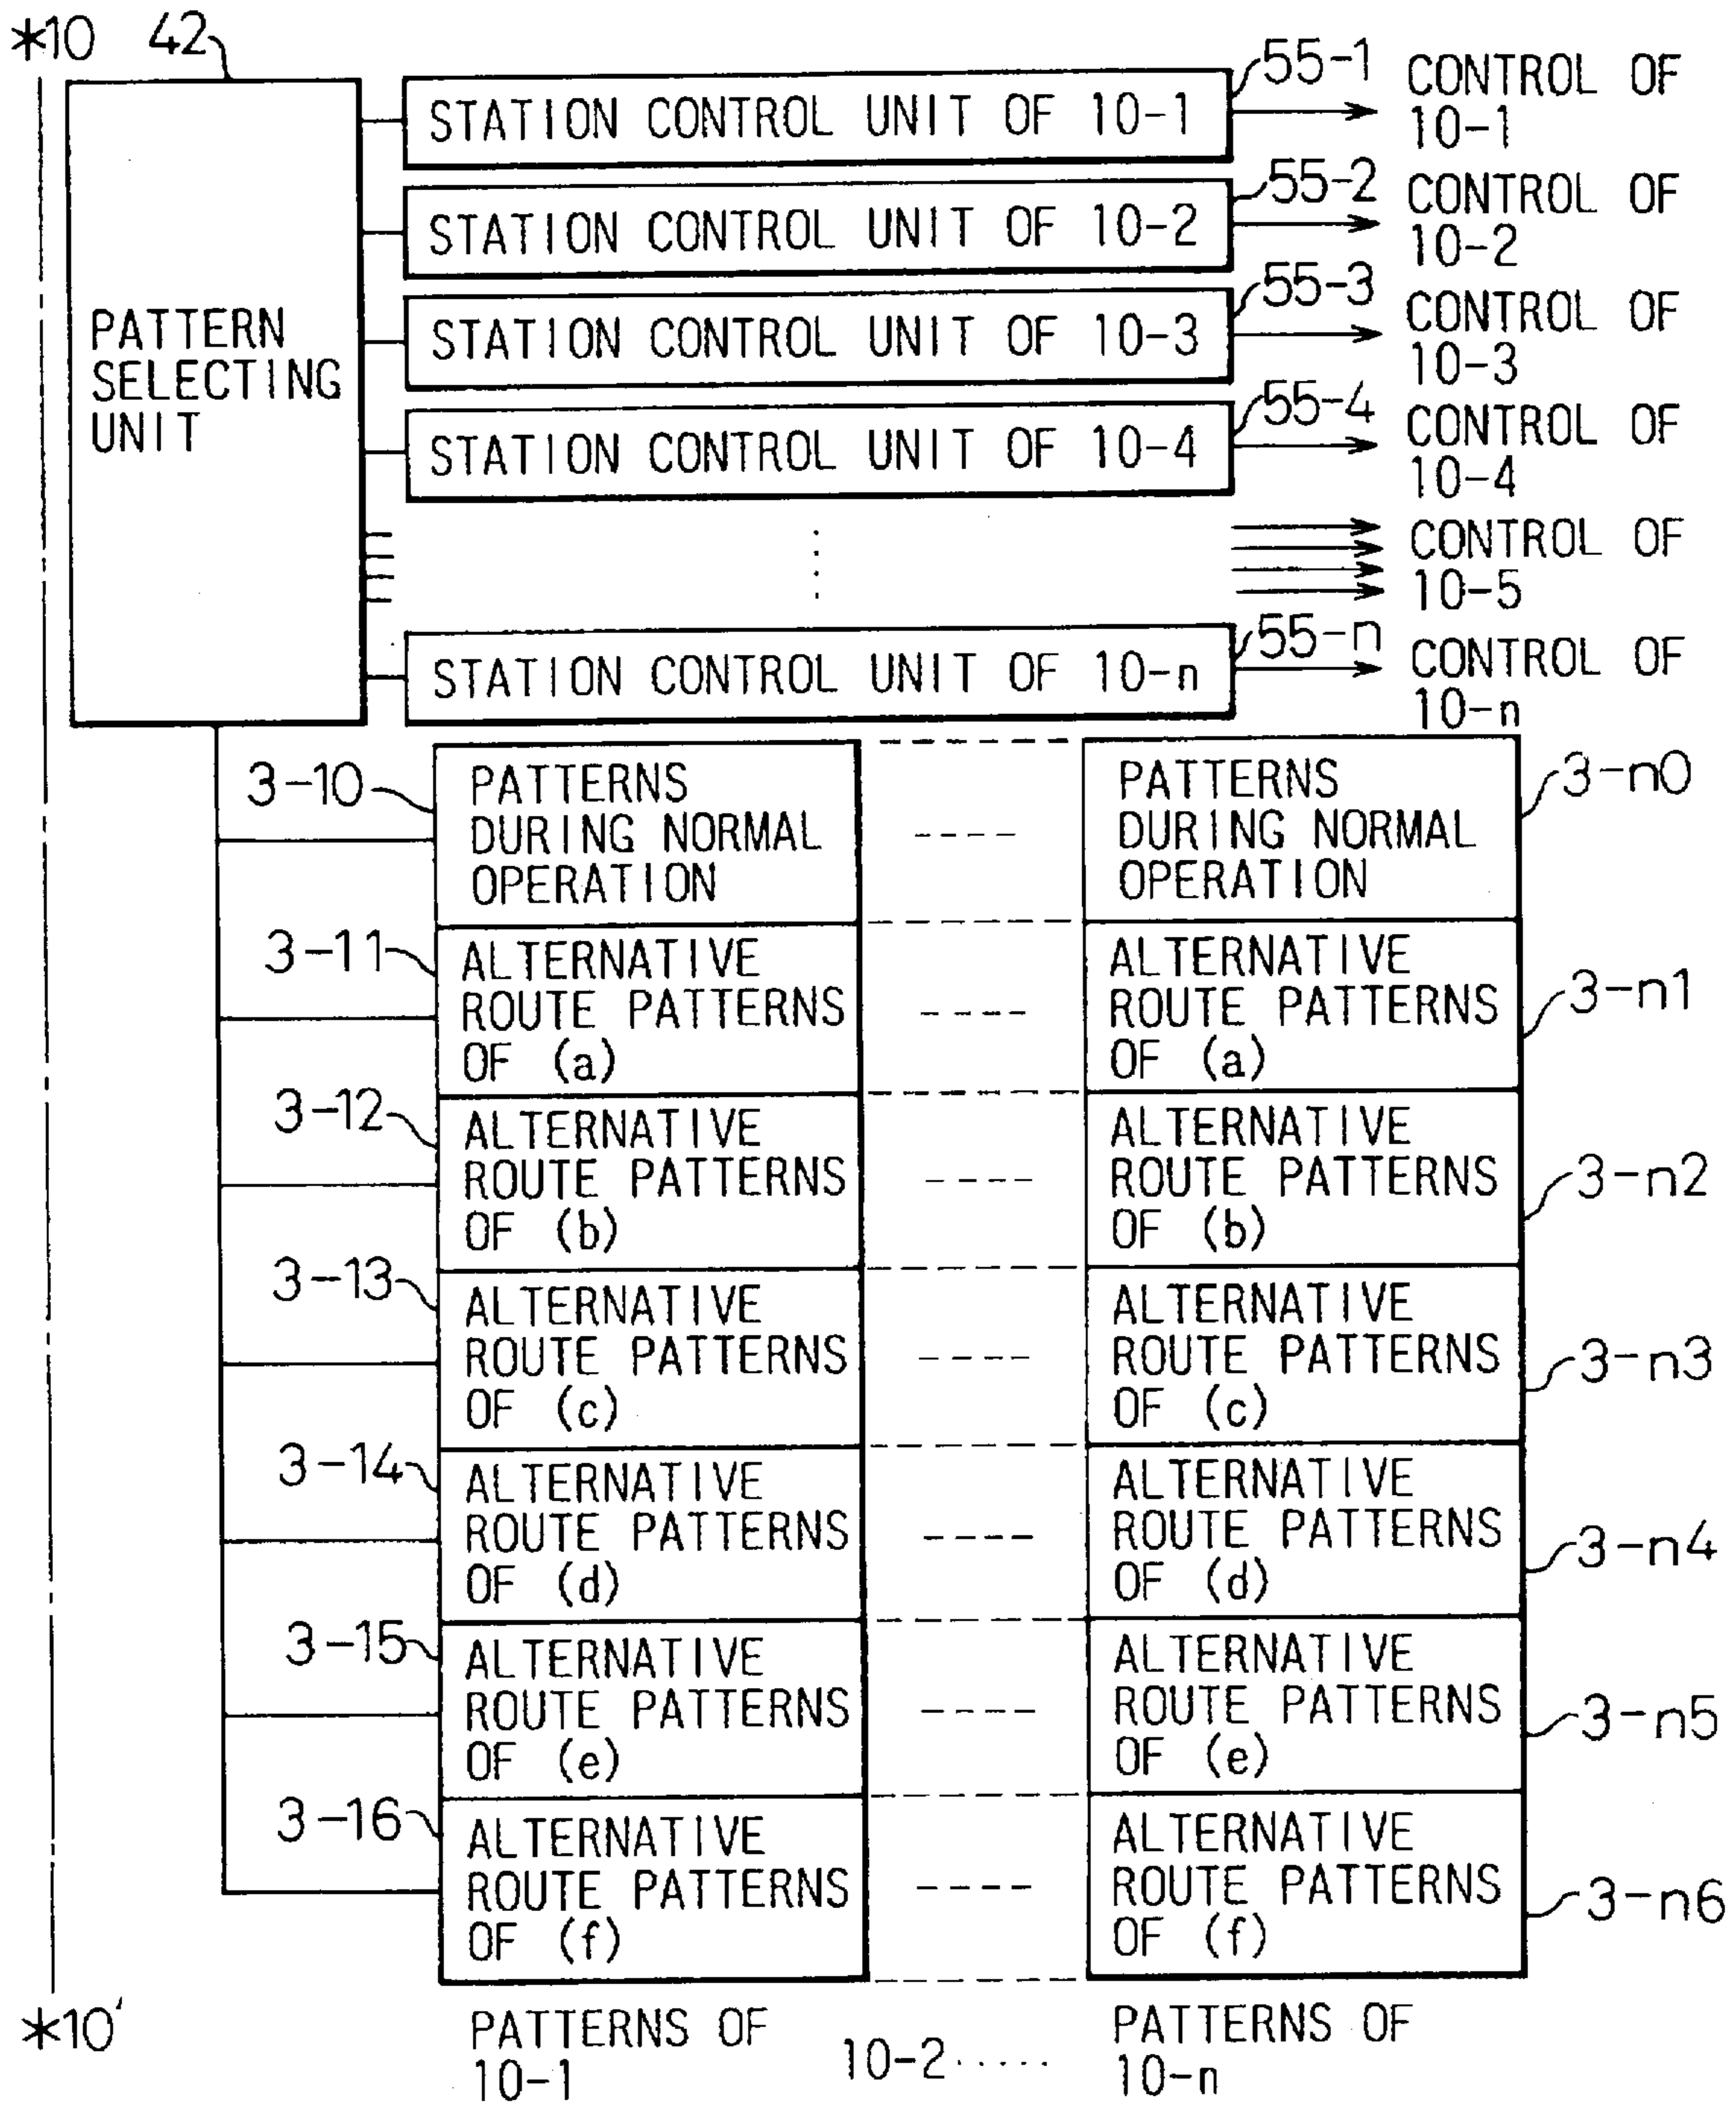 *10
42
PATTERN
SELECTING
UNIT
STATION CONTROL UNIT OF 10-1
55-1
CONTROL OF
10-1
STATION CONTROL UNIT OF 10-2
55-2
CONTROL OF
10-2
STATION CONTROL UNIT OF 10-3
55-3
CONTROL OF
10-3
STATION CONTROL UNIT OF 10-4
55-4
CONTROL OF
10-4
CONTROL OF
10-5
STATION CONTROL UNIT OF 10-n
55-n
CONTROL OF
10-n
3-10
PATTERNS
DURING NORMAL
OPERATION
PATTERNS
DURING NORMAL
OPERATION
3-n0
3-11
ALTERNATIVE
ROUTE PATTERNS
OF (a)
ALTERNATIVE
ROUTE PATTERNS
OF (a)
3-n1
3-12
ALTERNATIVE
ROUTE PATTERNS
OF (b)
ALTERNATIVE
ROUTE PATTERNS
OF (b)
3-n2
3-13
ALTERNATIVE
ROUTE PATTERNS
OF (c)
ALTERNATIVE
ROUTE PATTERNS
OF (c)
3-n3
3-14
ALTERNATIVE
ROUTE PATTERNS
OF (d)
ALTERNATIVE
ROUTE PATTERNS
OF (d)
3-n4
3-15
ALTERNATIVE
ROUTE PATTERNS
OF (e)
ALTERNATIVE
ROUTE PATTERNS
OF (e)
3-n5
3-16
ALTERNATIVE
ROUTE PATTERNS
OF (f)
ALTERNATIVE
ROUTE PATTERNS
OF (f)
3-n6
*10'
PATTERNS OF
10-1
10-2 ·····
PATTERNS OF
10-n